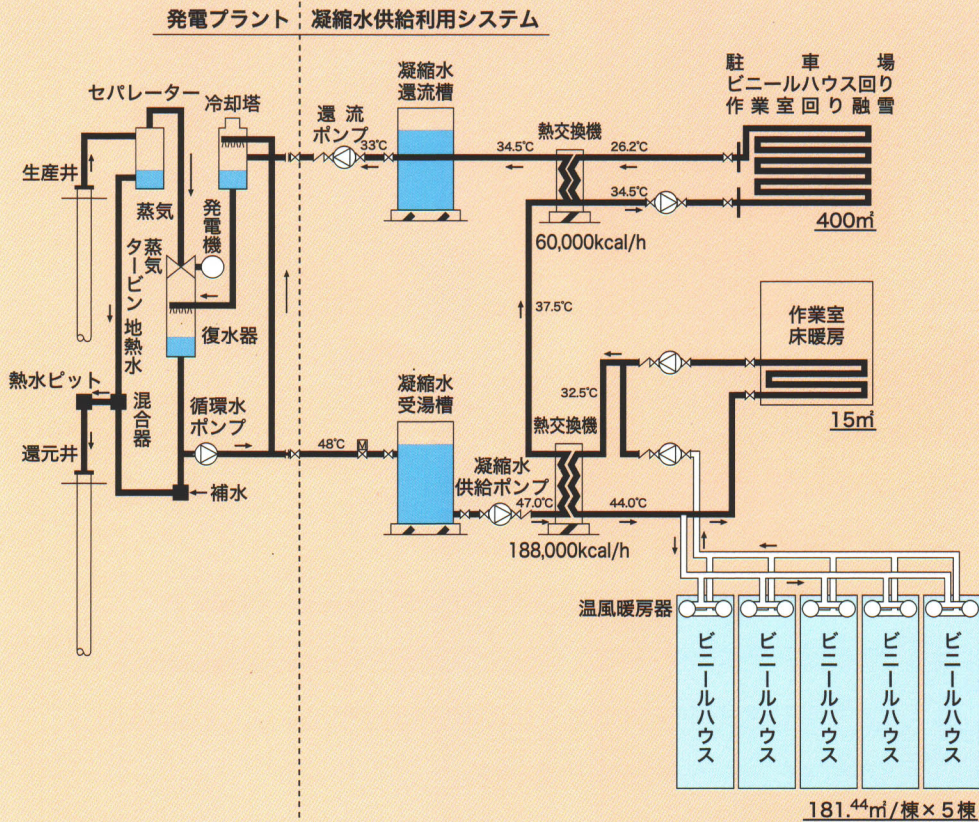 発電プラント
凝縮水供給利用システム
セパレーター
冷却塔
生産井
蒸気
発電機
蒸気
タービン
地熱水
復水器
熱水ピット
混合器
循環水
ポンプ
還元井
補水
還流
ポンプ
33℃
凝縮水
還流槽
34.5℃
熱交換機
26.2℃
34.5℃
60,000kcal/h
駐車場
ビニールハウス回り
作業室回り融雪
400㎡
37.5℃
作業室
床暖房
15㎡
32.5℃
48℃
M
凝縮水
受湯槽
凝縮水
供給ポンプ
熱交換機
47.0℃
44.0℃
188,000kcal/h
温風暖房器
ビニールハウス
ビニールハウス
ビニールハウス
ビニールハウス
ビニールハウス
181.44㎡/棟×5棟